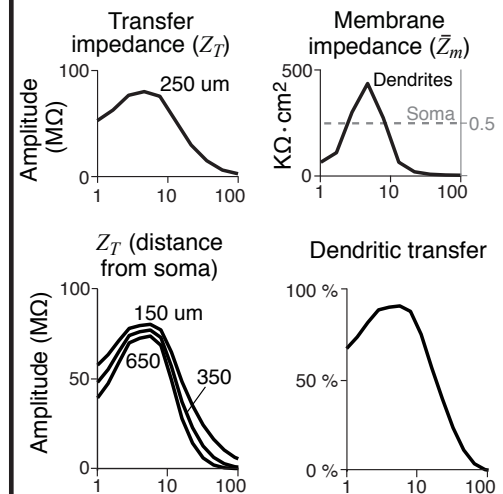 Transfer
impedance (Z_T)
Amplitude
(MΩ)
100
0
250 um
1 10 100
Membrane
impedance (Z̄_m)
KΩ · cm²
500
0
Dendrites
Soma
0.5
1 10 100
Z_T (distance
from soma)
Amplitude (MΩ)
100
50
0
150 um
650
350
1 10 100
Dendritic transfer
100 %
50 %
0 %
1 10 100